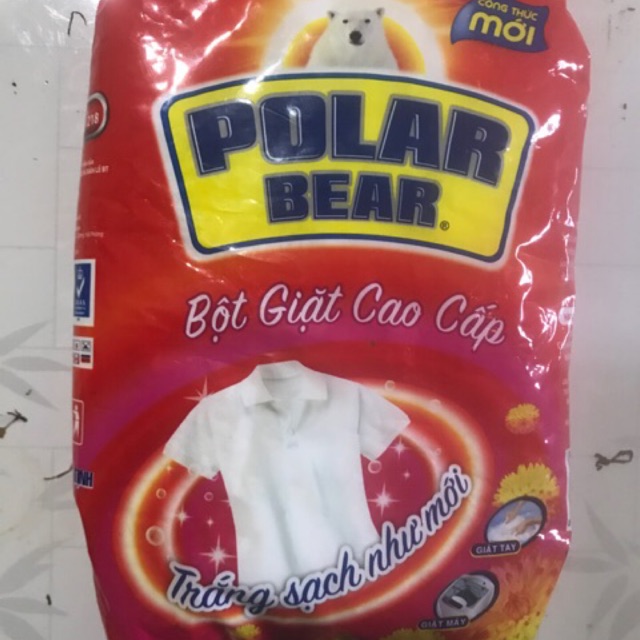 CÔNG THỨC
MỚI
POLAR
BEAR®
Bột Giặt Cao Cấp
Trắng sạch như mới
GIẶT TAY
GIẶT MÁY